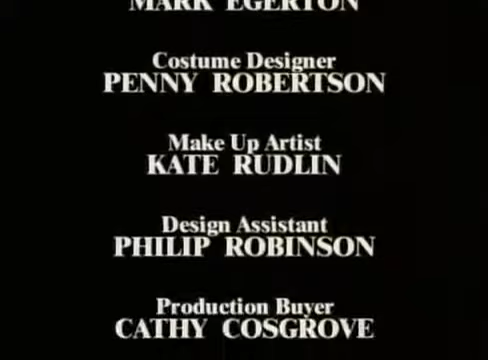 MARK EGERTON
Costume Designer
PENNY ROBERTSON
Make Up Artist
KATE RUDLIN
Design Assistant
PHILIP ROBINSON
Production Buyer
CATHY COSGROVE